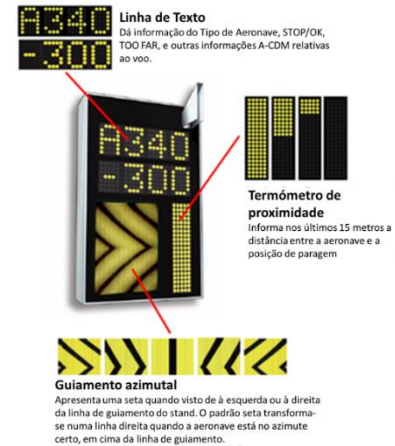 A340
-300
Linha de Texto
Dá informação do Tipo de Aeronave, STOP/OK,
TOO FAR, e outras informações A-CDM relativas
ao voo.
A340
-300
Termómetro de
proximidade
Informa nos últimos 15 metros a
distância entre a aeronave e a
posição de paragem
Guiamento azimutal
Apresenta uma seta quando visto de à esquerda ou à direita
da linha de guiamento do stand. O padrão seta transforma-
se numa linha direita quando a aeronave está no azimute
certo, em cima da linha de guiamento.